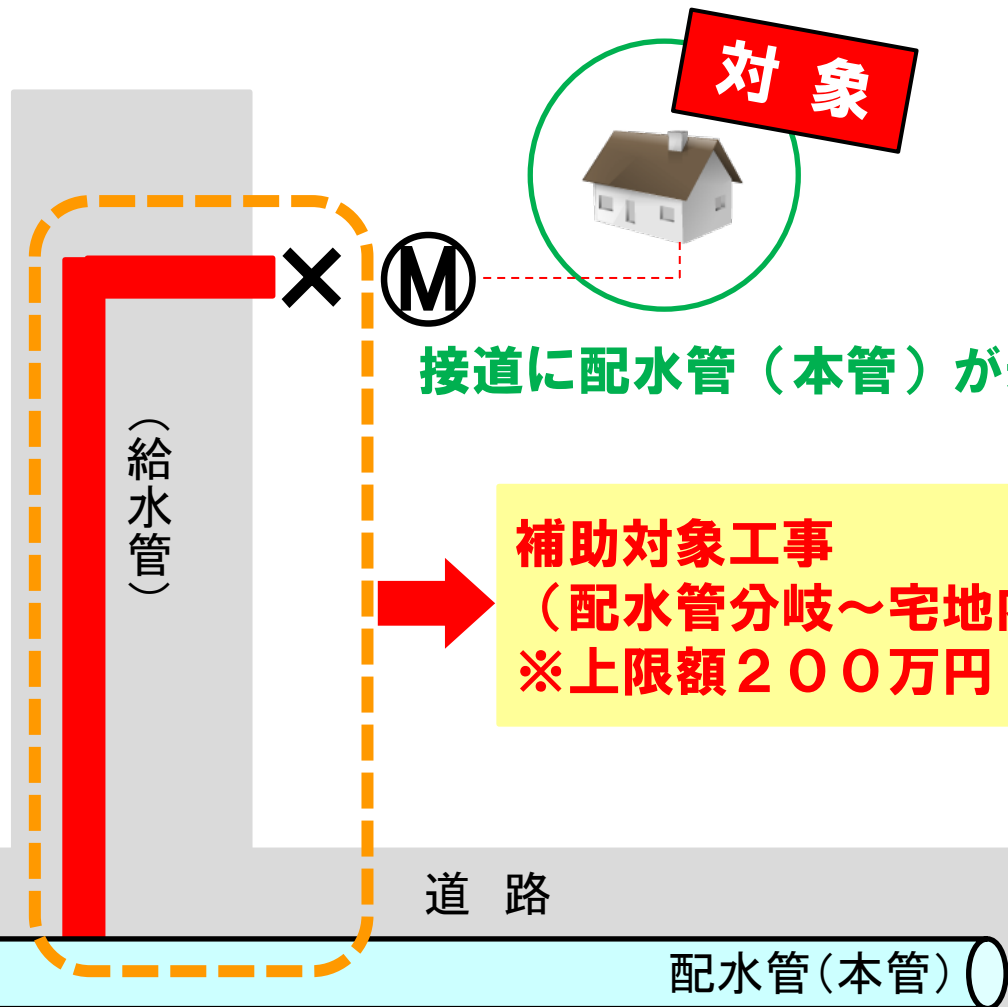 対 象
M
接道に配水管（本管）が
（給水管）
補助対象工事
（配水管分岐～宅地内
※上限額２００万円
道 路
配水管(本管)